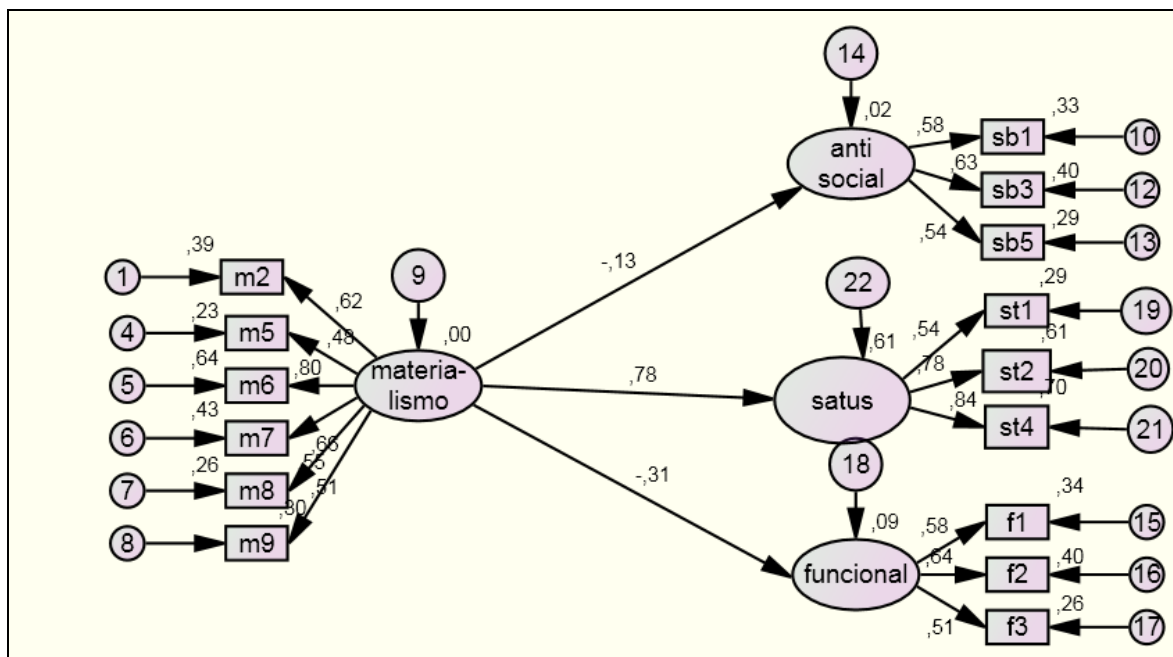 14
,02
,58
sb1
,33
10
anti
social
,63
sb3
,40
12
,54
sb5
,29
13
-,13
,39
1
m2
9
,62
,00
,23
4
m5
,48
,64
5
m6
,80
materia-
lismo
,43
6
m7
,66
,55
,26
7
m8
,51
,30
8
m9
,78
22
,61
satus
,54
st1
,29
19
,78
st2
,61
20
,84
st4
,70
21
-,31
18
,09
funcional
,58
f1
,34
15
,64
f2
,40
16
,51
f3
,26
17